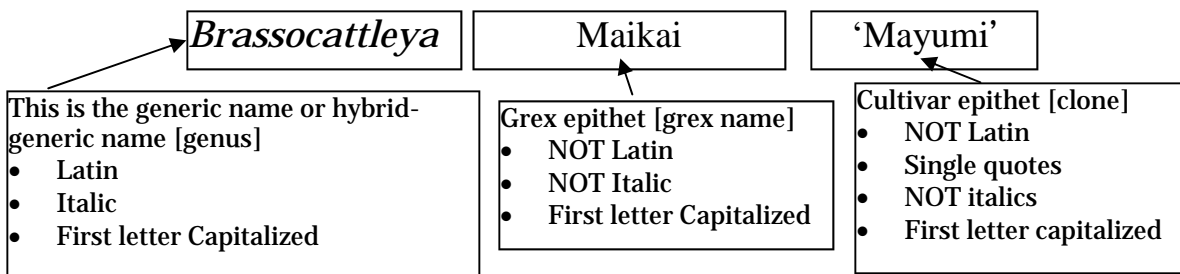 Brassocattleya
Maikai
‘Mayumi’
This is the generic name or hybrid-
generic name [genus]
• Latin
• Italic
• First letter Capitalized
Grex epithet [grex name]
• NOT Latin
• NOT Italic
• First letter Capitalized
Cultivar epithet [clone]
• NOT Latin
• Single quotes
• NOT italics
• First letter capitalized